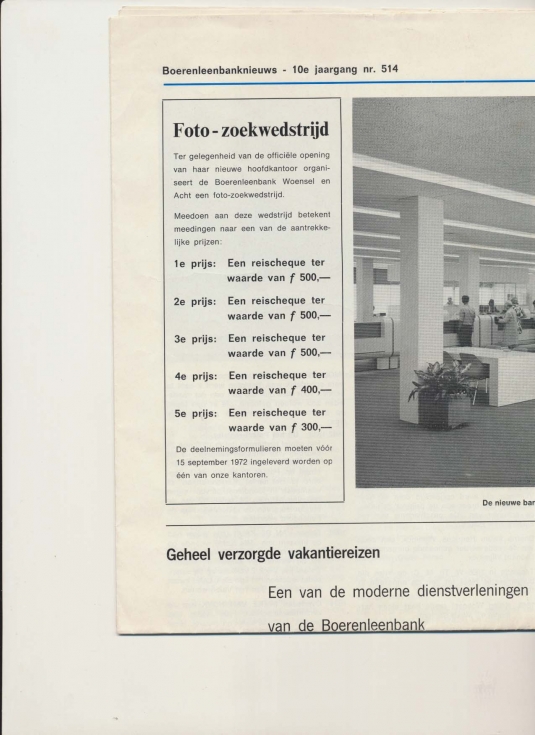 Boerenleenbanknieuws - 10e jaargang nr. 514
Foto-zoekwedstrijd
Ter gelegenheid van de officiële opening
van haar nieuwe hoofdkantoor organi-
seert de Boerenleenbank Woensel en
Acht een foto-zoekwedstrijd.
Meedoen aan deze wedstrijd betekent
meedingen naar een van de aantrekke-
lijke prijzen:
1e prijs: Een reischeque ter
waarde van ƒ 500,—
2e prijs: Een reischeque ter
waarde van ƒ 500,—
3e prijs: Een reischeque ter
waarde van ƒ 500,—
4e prijs: Een reischeque ter
waarde van ƒ 400,—
5e prijs: Een reischeque ter
waarde van ƒ 300,—
De deelnemingsformulieren moeten vóór
15 september 1972 ingeleverd worden op
één van onze kantoren.
De nieuwe ban
Geheel verzorgde vakantiereizen
Een van de moderne dienstverleningen
van de Boerenleenbank